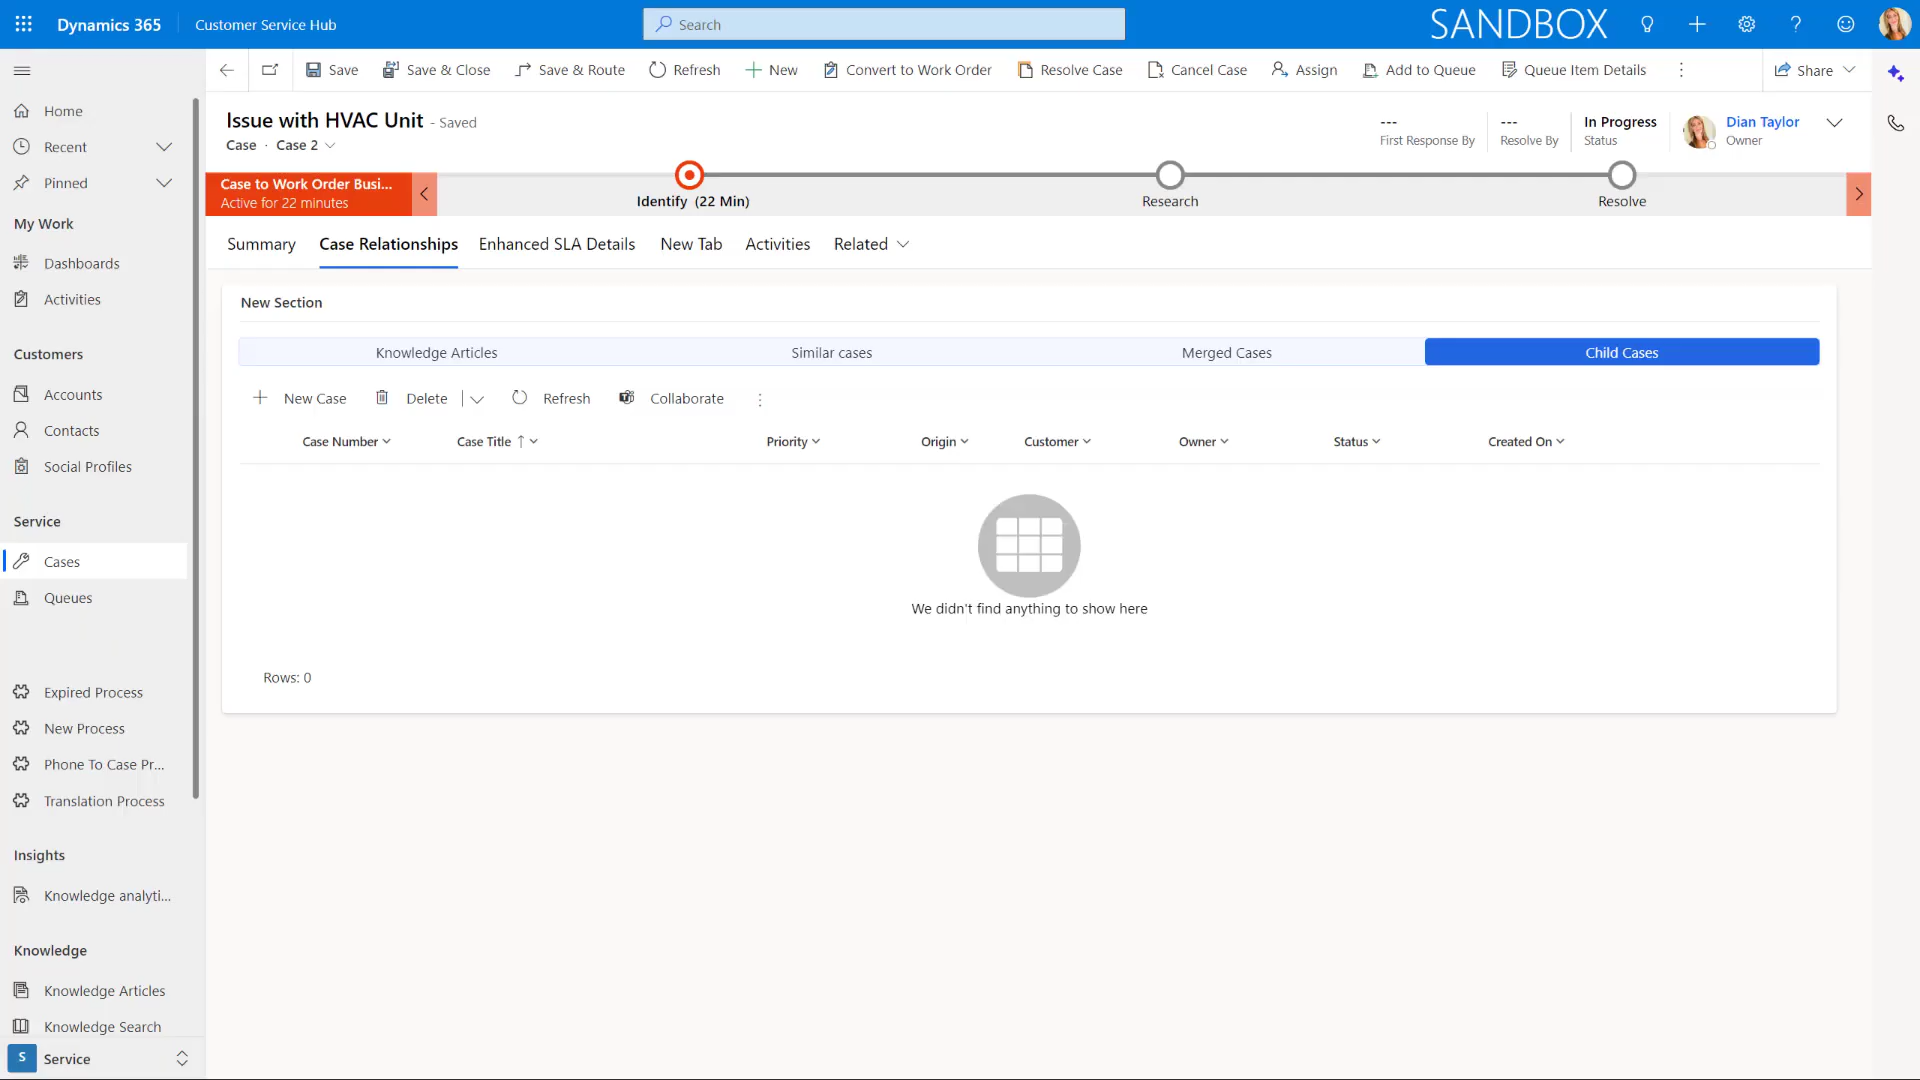 Dynamics 365
Customer Service Hub
Search
SANDBOX
Save
Save & Close
Save & Route
Refresh
New
Convert to Work Order
Resolve Case
Cancel Case
Assign
Add to Queue
Queue Item Details
Share
Home
Recent
Pinned
My Work
Dashboards
Activities
Customers
Accounts
Contacts
Social Profiles
Service
Cases
Queues
Expired Process
New Process
Phone To Case Pr...
Translation Process
Insights
Knowledge analyti...
Knowledge
Knowledge Articles
Knowledge Search
S Service
Issue with HVAC Unit - Saved
Case · Case 2
---
First Response By
---
Resolve By
In Progress
Status
Dian Taylor
Owner
Case to Work Order Busi...
Active for 22 minutes
Identify (22 Min)
Research
Resolve
Summary
Case Relationships
Enhanced SLA Details
New Tab
Activities
Related
New Section
Knowledge Articles
Similar cases
Merged Cases
Child Cases
New Case
Delete
Refresh
Collaborate
Case Number
Case Title
Priority
Origin
Customer
Owner
Status
Created On
We didn't find anything to show here
Rows: 0